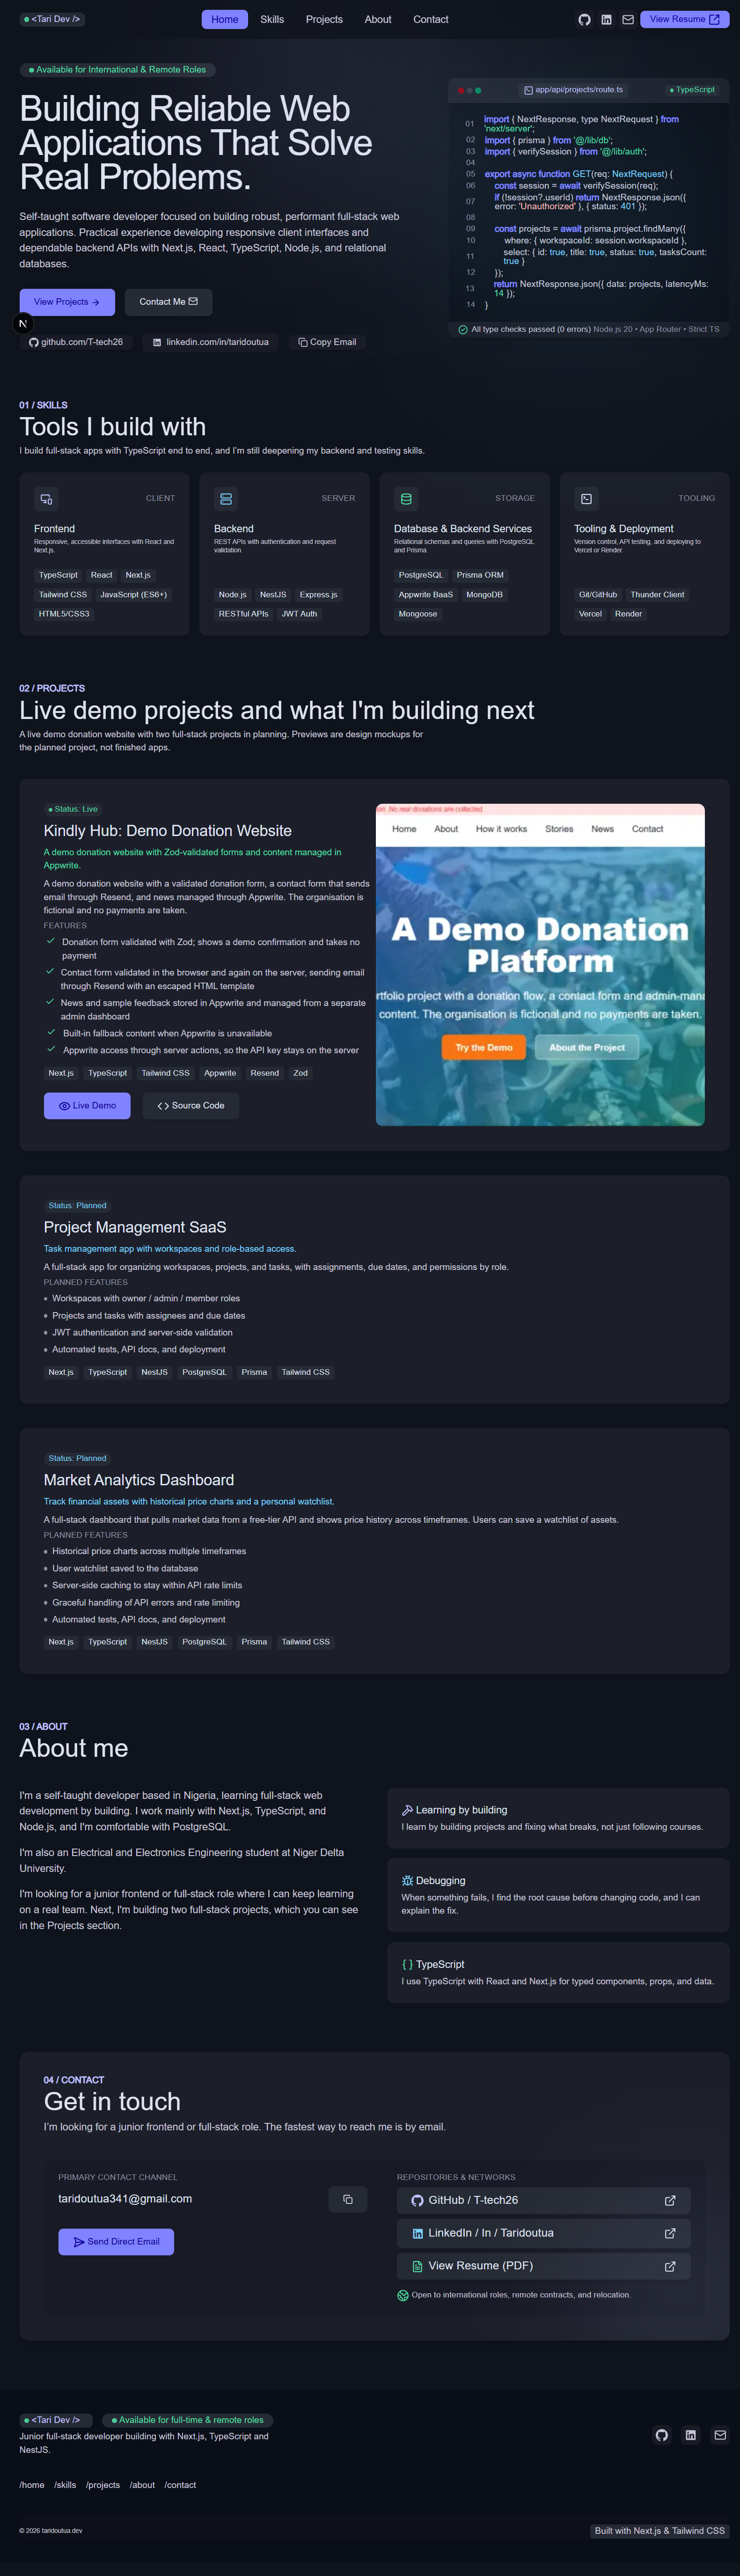 <Tari Dev />
Home
Skills
Projects
About
Contact
View Resume
Available for International & Remote Roles
Building Reliable Web
Applications That Solve
Real Problems.
Self-taught software developer focused on building robust, performant full-stack web
applications. Practical experience developing responsive client interfaces and
dependable backend APIs with Next.js, React, TypeScript, Node.js, and relational
databases.
View Projects
Contact Me
N
github.com/T-tech26
linkedin.com/in/taridoutua
Copy Email
app/api/projects/route.ts
TypeScript
01 import { NextResponse, type NextRequest } from
'next/server';
02 import { prisma } from '@/lib/db';
03 import { verifySession } from '@/lib/auth';
04
05 export async function GET(req: NextRequest) {
06 const session = await verifySession(req);
07 if (!session?.userId) return NextResponse.json({
error: 'Unauthorized' }, { status: 401 });
08
09 const projects = await prisma.project.findMany({
10 where: { workspaceId: session.workspaceId },
11 select: { id: true, title: true, status: true, tasksCount:
true }
12 });
13 return NextResponse.json({ data: projects, latencyMs:
14 });
14 }
All type checks passed (0 errors) Node.js 20 • App Router • Strict TS
01 / SKILLS
Tools I build with
I build full-stack apps with TypeScript end to end, and I'm still deepening my backend and testing skills.
CLIENT
Frontend
Responsive, accessible interfaces with React and
Next.js.
TypeScript
React
Next.js
Tailwind CSS
JavaScript (ES6+)
HTML5/CSS3
SERVER
Backend
REST APIs with authentication and request
validation.
Node.js
NestJS
Express.js
RESTful APIs
JWT Auth
STORAGE
Database & Backend Services
Relational schemas and queries with PostgreSQL
and Prisma.
PostgreSQL
Prisma ORM
Appwrite BaaS
MongoDB
Mongoose
TOOLING
Tooling & Deployment
Version control, API testing, and deploying to
Vercel or Render.
Git/GitHub
Thunder Client
Vercel
Render
02 / PROJECTS
Live demo projects and what I'm building next
A live demo donation website with two full-stack projects in planning. Previews are design mockups for
the planned project, not finished apps.
Status: Live
Kindly Hub: Demo Donation Website
A demo donation website with Zod-validated forms and content managed in
Appwrite.
A demo donation website with a validated donation form, a contact form that sends
email through Resend, and news managed through Appwrite. The organisation is
fictional and no payments are taken.
FEATURES
Donation form validated with Zod; shows a demo confirmation and takes no
payment
Contact form validated in the browser and again on the server, sending email
through Resend with an escaped HTML template
News and sample feedback stored in Appwrite and managed from a separate
admin dashboard
Built-in fallback content when Appwrite is unavailable
Appwrite access through server actions, so the API key stays on the server
Next.js
TypeScript
Tailwind CSS
Appwrite
Resend
Zod
Live Demo
Source Code
on. No real donations are collected.
Home
About
How it works
Stories
News
Contact
A Demo Donation
Platform
rtfolio project with a donation flow, a contact form and admin-mana
content. The organisation is fictional and no payments are taken.
Try the Demo
About the Project
Status: Planned
Project Management SaaS
Task management app with workspaces and role-based access.
A full-stack app for organizing workspaces, projects, and tasks, with assignments, due dates, and permissions by role.
PLANNED FEATURES
Workspaces with owner / admin / member roles
Projects and tasks with assignees and due dates
JWT authentication and server-side validation
Automated tests, API docs, and deployment
Next.js
TypeScript
NestJS
PostgreSQL
Prisma
Tailwind CSS
Status: Planned
Market Analytics Dashboard
Track financial assets with historical price charts and a personal watchlist.
A full-stack dashboard that pulls market data from a free-tier API and shows price history across timeframes. Users can save a watchlist of assets.
PLANNED FEATURES
Historical price charts across multiple timeframes
User watchlist saved to the database
Server-side caching to stay within API rate limits
Graceful handling of API errors and rate limiting
Automated tests, API docs, and deployment
Next.js
TypeScript
NestJS
PostgreSQL
Prisma
Tailwind CSS
03 / ABOUT
About me
I'm a self-taught developer based in Nigeria, learning full-stack web
development by building. I work mainly with Next.js, TypeScript, and
Node.js, and I'm comfortable with PostgreSQL.
I'm also an Electrical and Electronics Engineering student at Niger Delta
University.
I'm looking for a junior frontend or full-stack role where I can keep learning
on a real team. Next, I'm building two full-stack projects, which you can see
in the Projects section.
Learning by building
I learn by building projects and fixing what breaks, not just following courses.
Debugging
When something fails, I find the root cause before changing code, and I can
explain the fix.
TypeScript
I use TypeScript with React and Next.js for typed components, props, and data.
04 / CONTACT
Get in touch
I'm looking for a junior frontend or full-stack role. The fastest way to reach me is by email.
PRIMARY CONTACT CHANNEL
taridoutua341@gmail.com
Send Direct Email
REPOSITORIES & NETWORKS
GitHub / T-tech26
LinkedIn / In / Taridoutua
View Resume (PDF)
Open to international roles, remote contracts, and relocation.
<Tari Dev />
Available for full-time & remote roles
Junior full-stack developer building with Next.js, TypeScript and
NestJS.
/home
/skills
/projects
/about
/contact
© 2026 taridoutua.dev
Built with Next.js & Tailwind CSS